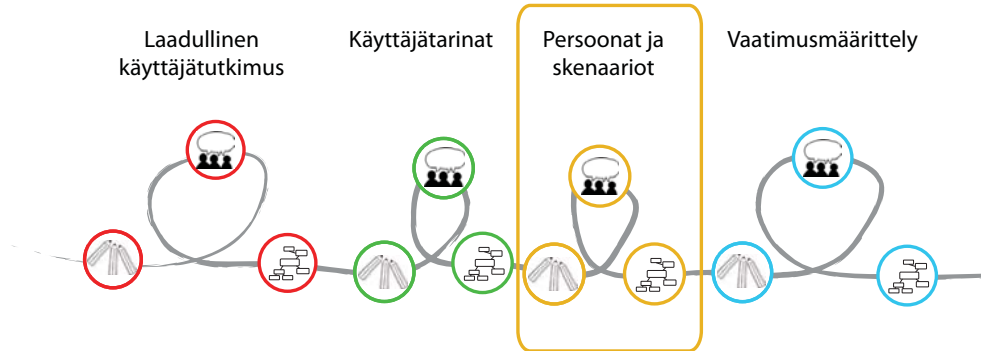 Laadullinen
käyttäjätutkimus
Käyttäjätarinat
Persoonat ja
skenaariot
Vaatimusmäärittely